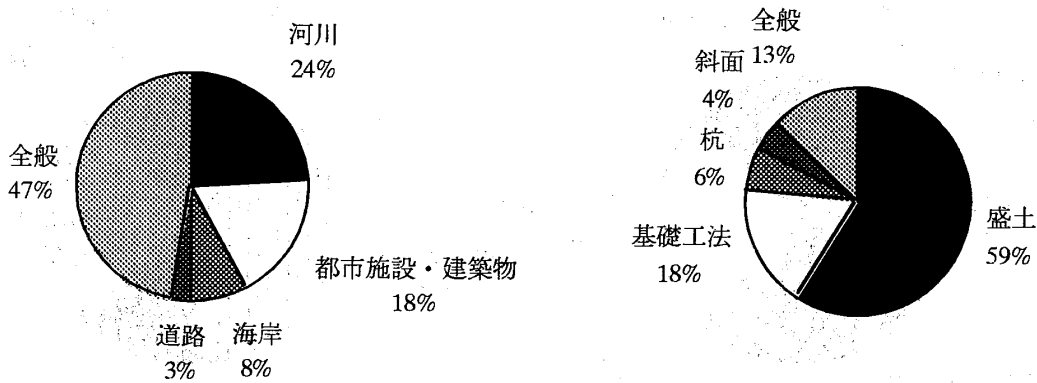 河川
24%
全般
47%
都市施設・建築物
18%
道路
3%
海岸
8%
全般
13%
斜面
4%
杭
6%
基礎工法
18%
盛土
59%